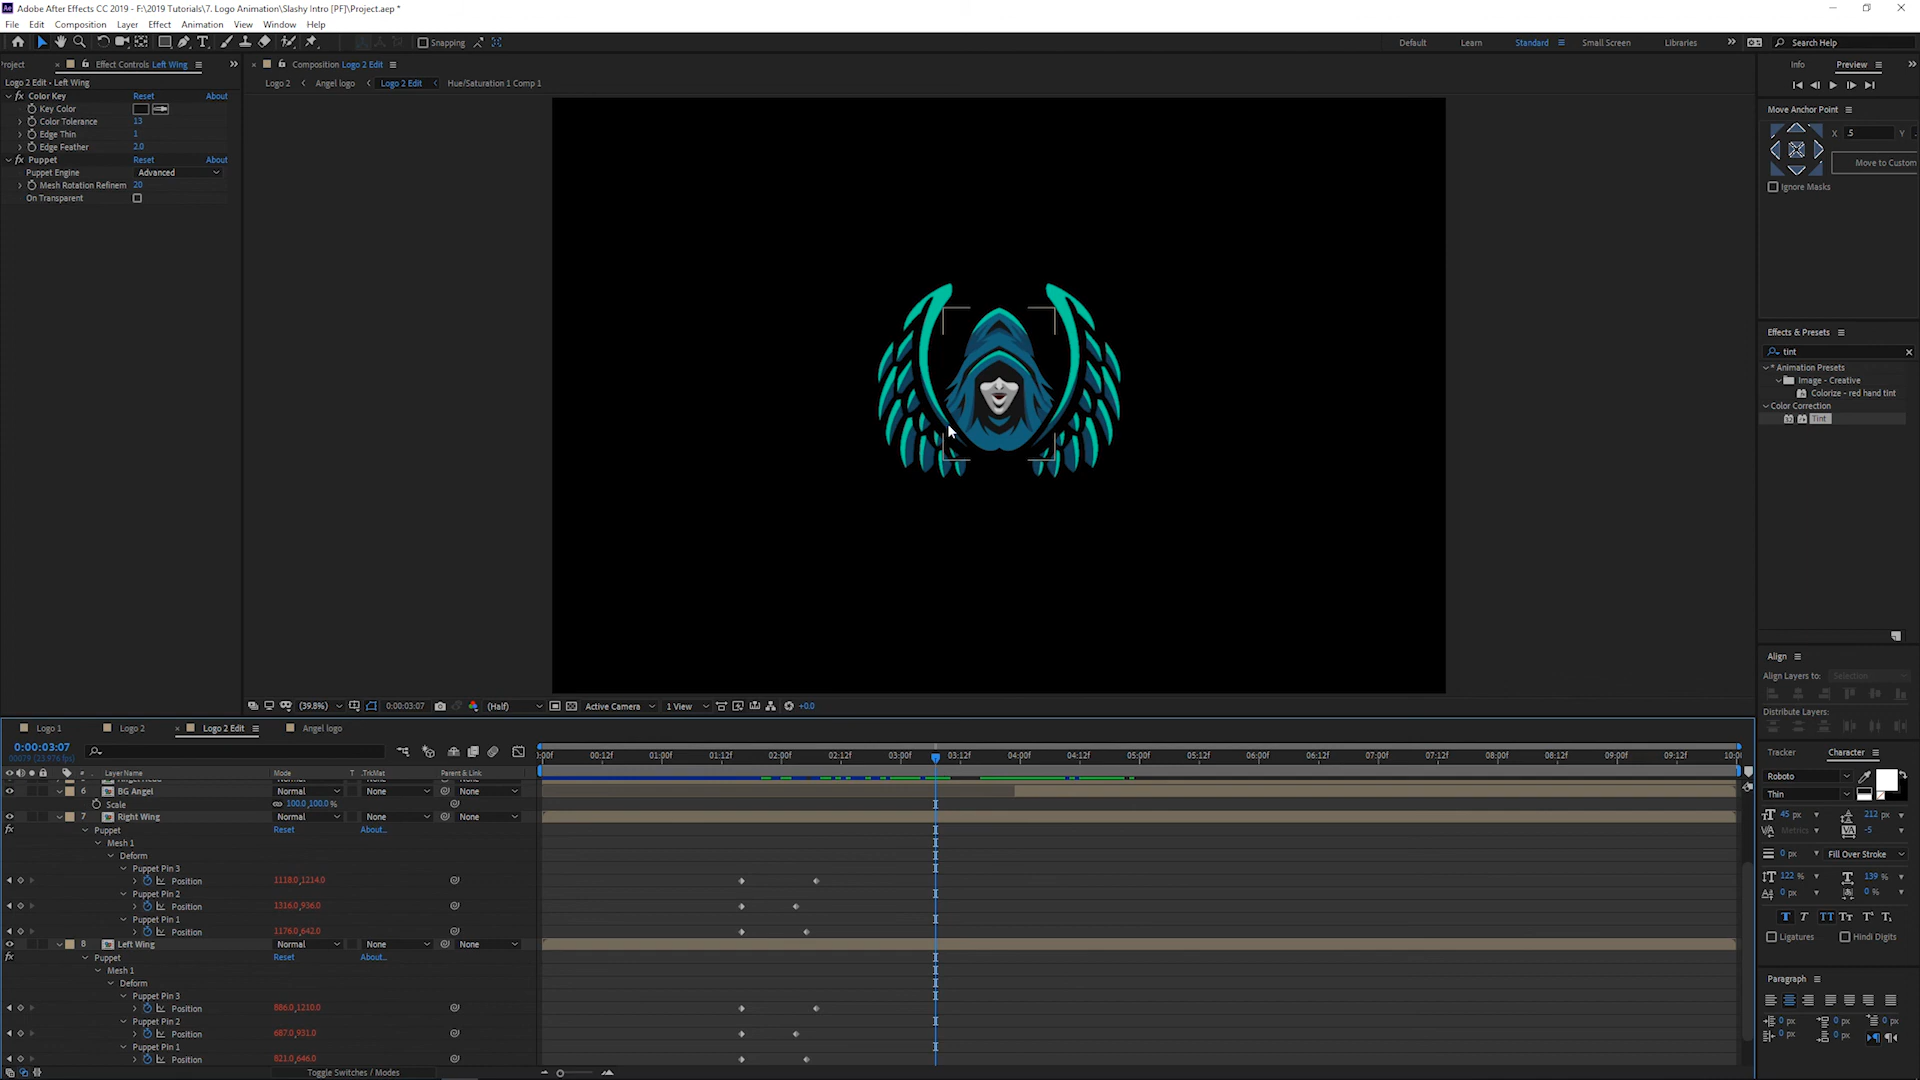 Adobe After Effects CC 2019 - F:\2019 Tutorials\7. Logo Animation\Slashy Intro [PF]\Project.aep *
File Edit Composition Layer Effect Animation View Window Help
Snapping
Default Learn Standard Small Screen Libraries Search Help
roject Effect Controls Left Wing
Composition Logo 2 Edit
Info Preview
Logo 2 Edit · Left Wing
Logo 2 Angel logo Logo 2 Edit Hue/Saturation 1 Comp 1
fx Color Key Reset About
Key Color
Color Tolerance 13
Edge Thin 1
Edge Feather 2.0
fx Puppet Reset About
Puppet Engine Advanced
Mesh Rotation Refinem 20
On Transparent
Move Anchor Point
X .5 Y
Move to Custom
Ignore Masks
Effects & Presets
tint
* Animation Presets
Image - Creative
Colorize - red hand tint
Color Correction
Tint
Align
Align Layers to: Selection
Distribute Layers:
(39.8%) 0:00:03:07 (Half) Active Camera 1 View +0.0
Logo 1 Logo 2 Logo 2 Edit Angel logo
0:00:03:07
00079 (23.976 fps)
:00f 00:12f 01:00f 01:12f 02:00f 02:12f 03:00f 03:12f 04:00f 04:12f 05:00f 05:12f 06:00f 06:12f 07:00f 07:12f 08:00f 08:12f 09:00f 09:12f 10:0
# Layer Name Mode T .TrkMat Parent & Link
6 BG Angel Normal None None
Scale 100.0,100.0 %
7 Right Wing Normal None None
fx Puppet Reset About...
Mesh 1
Deform
Puppet Pin 3
Position 1118.0,1214.0
Puppet Pin 2
Position 1316.0,936.0
Puppet Pin 1
Position 1176.0,642.0
8 Left Wing Normal None None
fx Puppet Reset About...
Mesh 1
Deform
Puppet Pin 3
Position 886.0,1210.0
Puppet Pin 2
Position 687.0,931.0
Puppet Pin 1
Position 821.0,646.0
Toggle Switches / Modes
Tracker Character
Roboto
Thin
45 px 212 px
Metrics -5
0 px Fill Over Stroke
122 % 139 %
0 px 0 %
Ligatures Hindi Digits
Paragraph
0 px 0 px 0 px
0 px 0 px